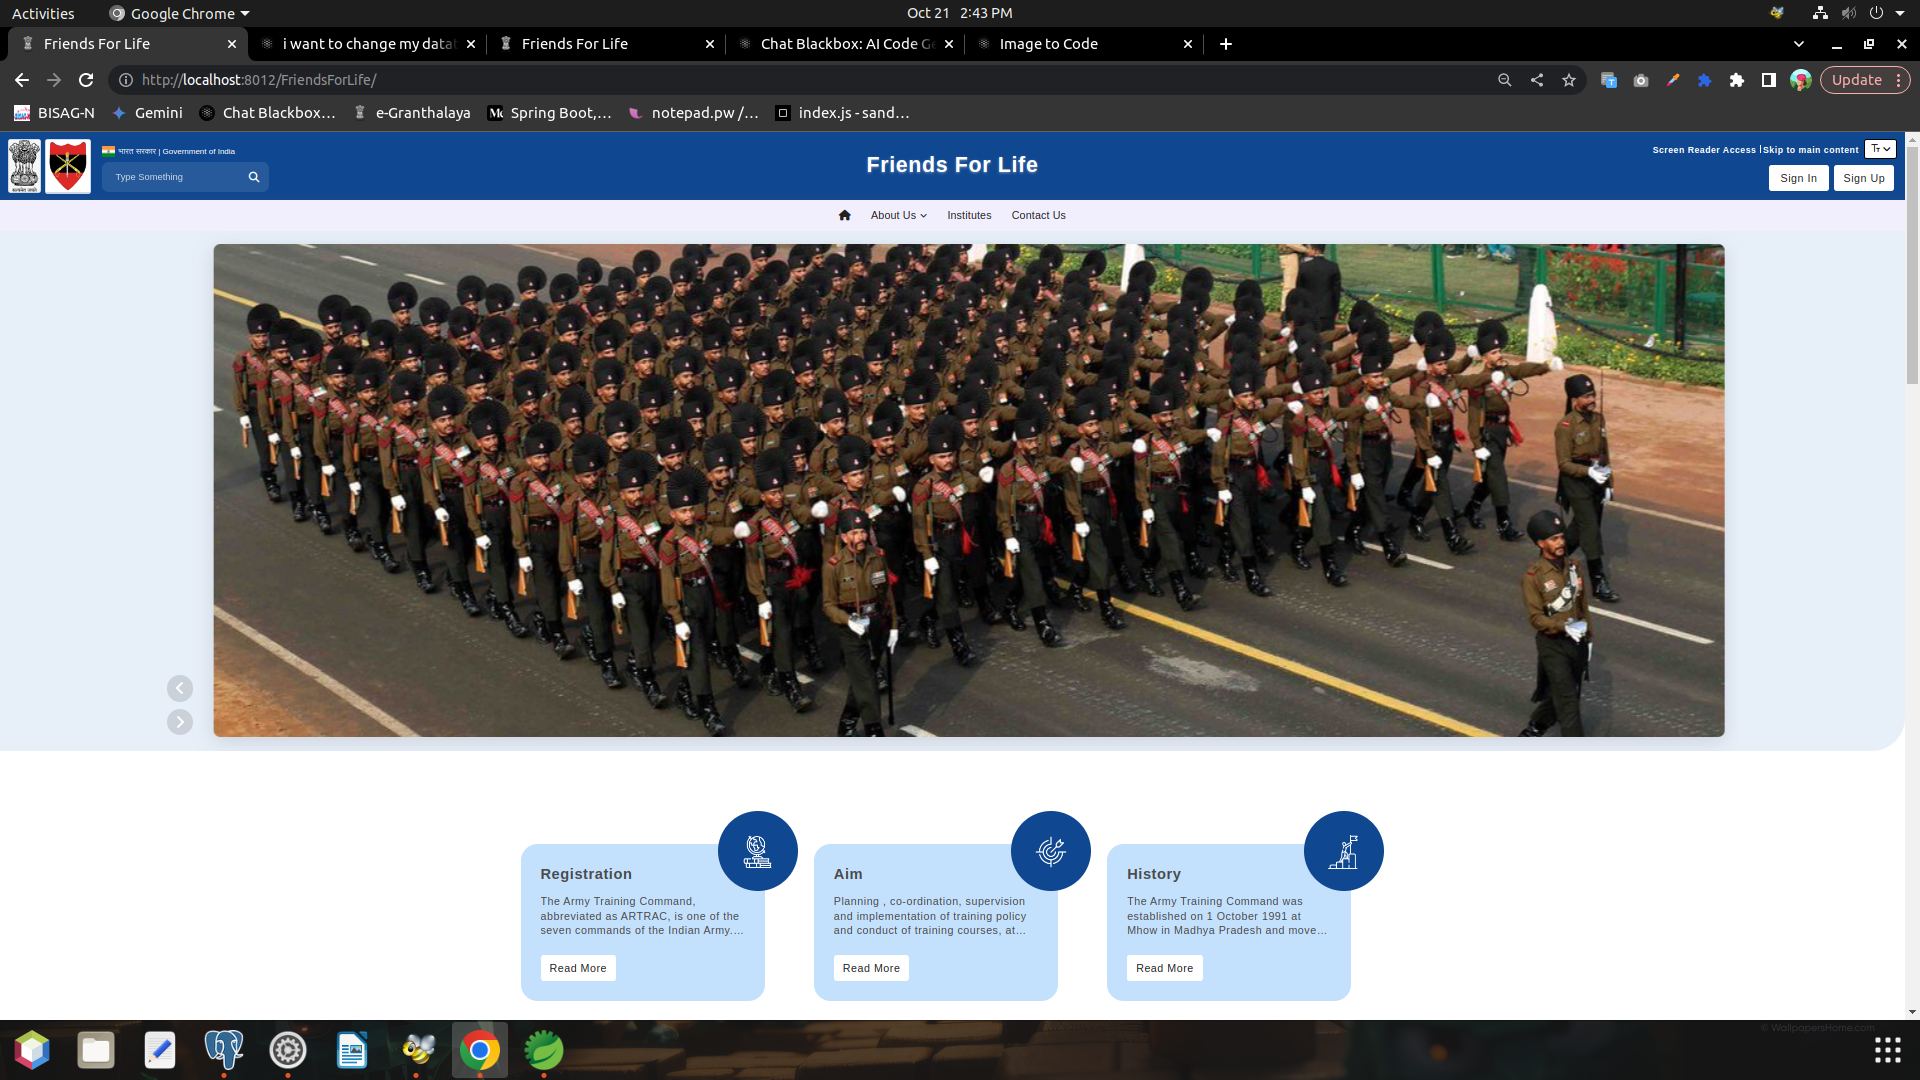 Activities
Google Chrome
Oct 21 2:43 PM
Friends For Life
i want to change my datab
Friends For Life
Chat Blackbox: AI Code Ge
Image to Code
http://localhost:8012/FriendsForLife/
Update
BISAG-N
Gemini
Chat Blackbox...
e-Granthalaya
Spring Boot,...
notepad.pw /...
index.js - sand...
भारत सरकार | Government of India
Type Something
Friends For Life
Screen Reader Access | Skip to main content
Sign In
Sign Up
About Us
Institutes
Contact Us
Registration
The Army Training Command,
abbreviated as ARTRAC, is one of the
seven commands of the Indian Army....
Read More
Aim
Planning , co-ordination, supervision
and implementation of training policy
and conduct of training courses, at...
Read More
History
The Army Training Command was
established on 1 October 1991 at
Mhow in Madhya Pradesh and move...
Read More
© WallpapersHome.com